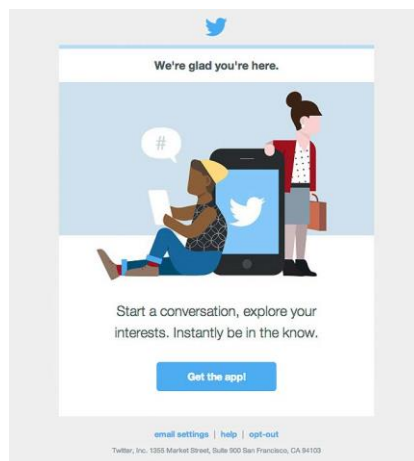 We're glad you're here.
#
Start a conversation, explore your
interests. Instantly be in the know.
Get the app!
email settings | help | opt-out
Twitter, Inc. 1355 Market Street, Suite 900 San Francisco, CA 94103